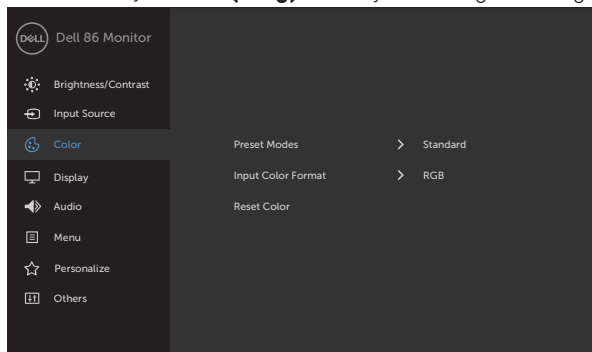 DELL
Dell 86 Monitor
Brightness/Contrast
Input Source
Color
Preset Modes
Standard
Display
Input Color Format
RGB
Audio
Reset Color
Menu
Personalize
Others